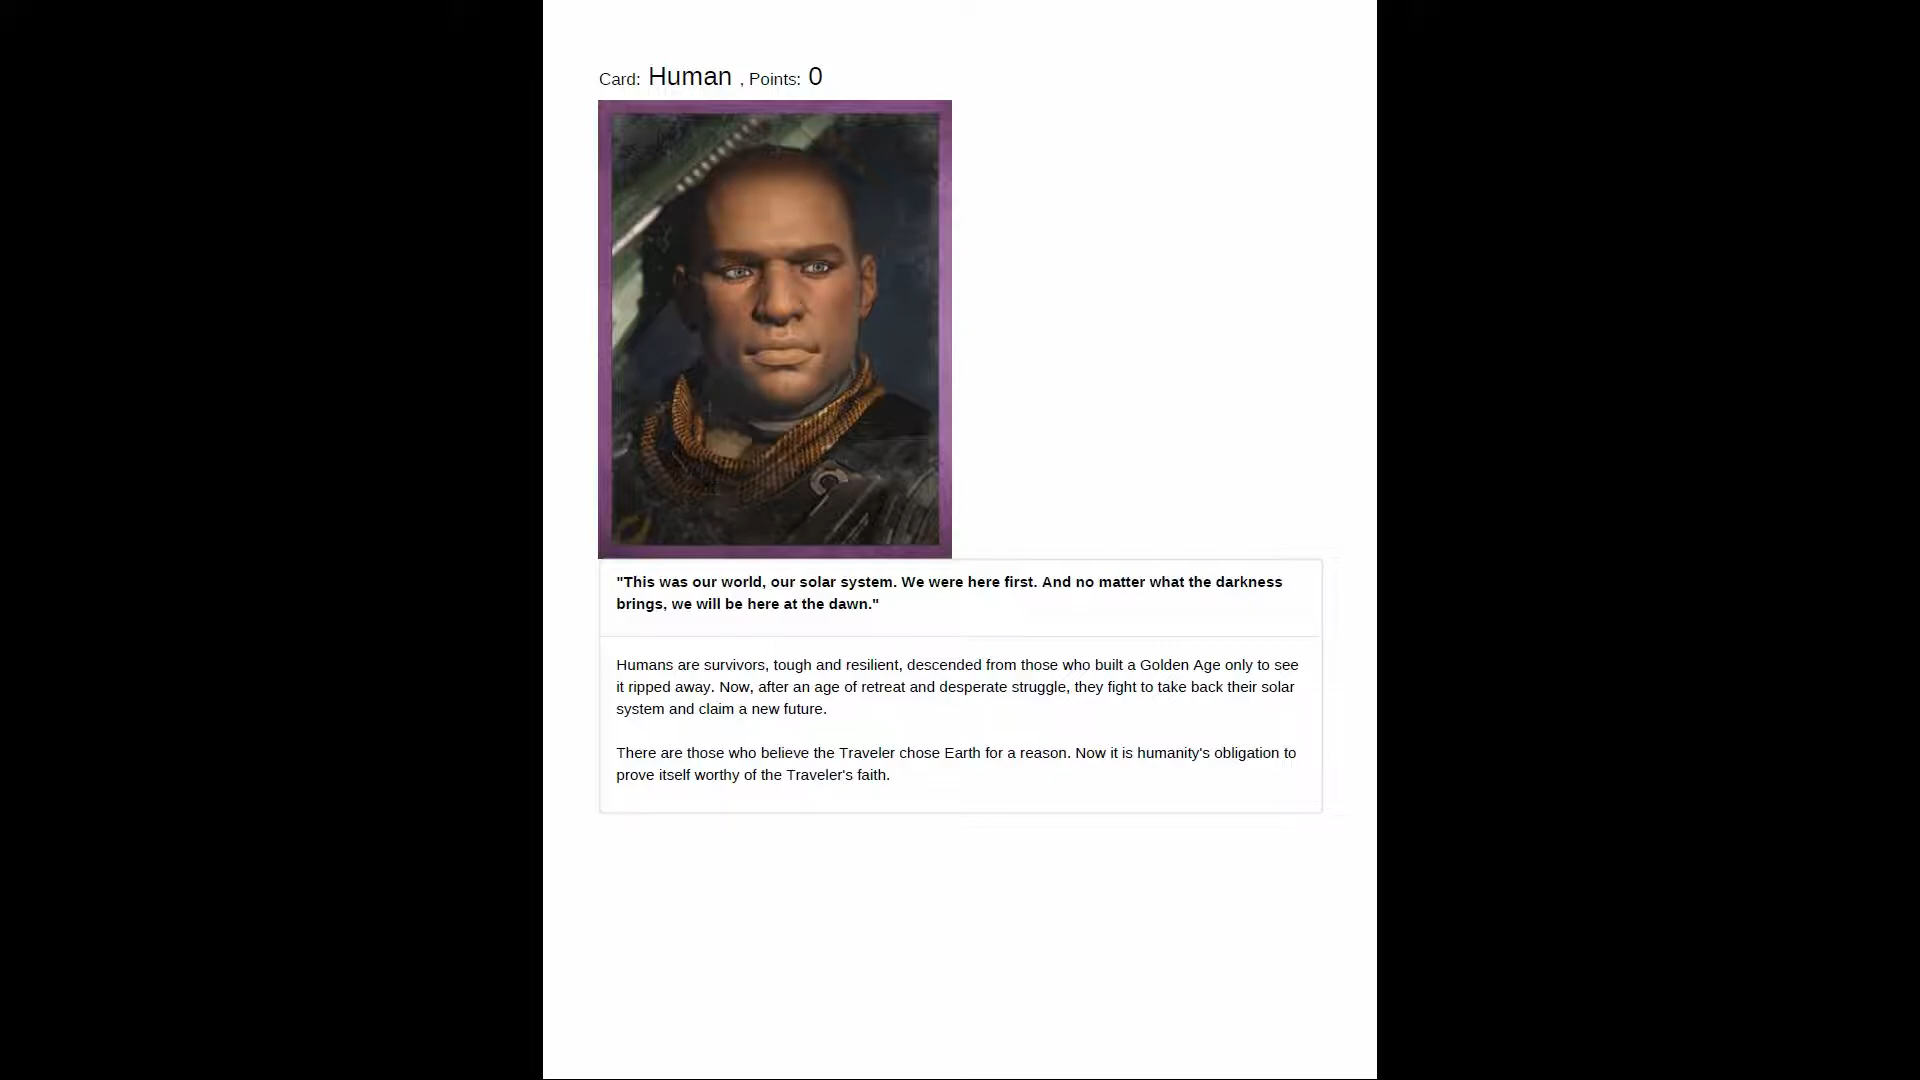 Card: Human , Points: 0
"This was our world, our solar system. We were here first. And no matter what the darkness
brings, we will be here at the dawn."
Humans are survivors, tough and resilient, descended from those who built a Golden Age only to see
it ripped away. Now, after an age of retreat and desperate struggle, they fight to take back their solar
system and claim a new future.
There are those who believe the Traveler chose Earth for a reason. Now it is humanity's obligation to
prove itself worthy of the Traveler's faith.